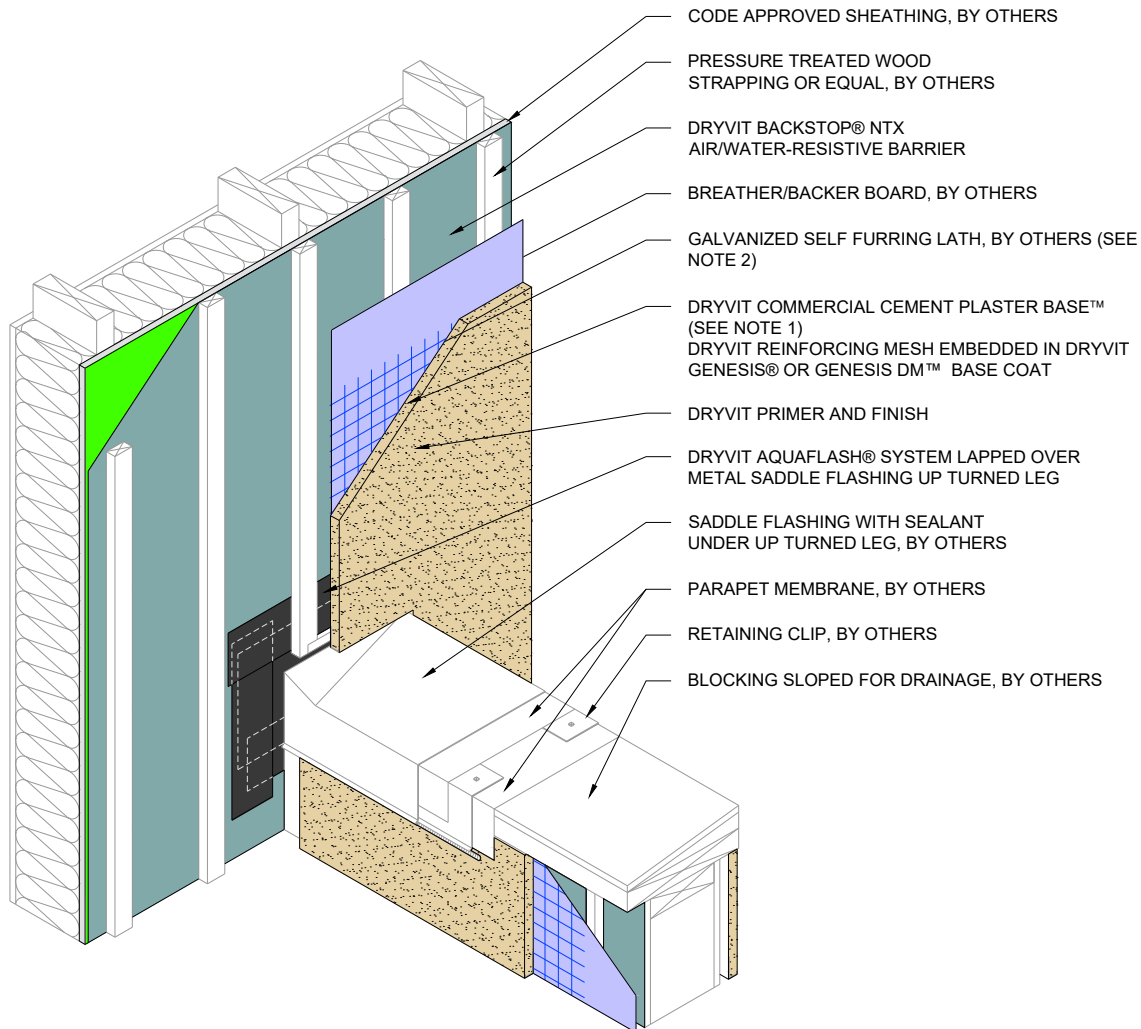 CODE APPROVED SHEATHING, BY OTHERS
PRESSURE TREATED WOOD
STRAPPING OR EQUAL, BY OTHERS
DRYVIT BACKSTOP® NTX
AIR/WATER-RESISTIVE BARRIER
BREATHER/BACKER BOARD, BY OTHERS
GALVANIZED SELF FURRING LATH, BY OTHERS (SEE
NOTE 2)
DRYVIT COMMERCIAL CEMENT PLASTER BASE™
(SEE NOTE 1)
DRYVIT REINFORCING MESH EMBEDDED IN DRYVIT
GENESIS® OR GENESIS DM™ BASE COAT
DRYVIT PRIMER AND FINISH
DRYVIT AQUAFLASH® SYSTEM LAPPED OVER
METAL SADDLE FLASHING UP TURNED LEG
SADDLE FLASHING WITH SEALANT
UNDER UP TURNED LEG, BY OTHERS
PARAPET MEMBRANE, BY OTHERS
RETAINING CLIP, BY OTHERS
BLOCKING SLOPED FOR DRAINAGE, BY OTHERS